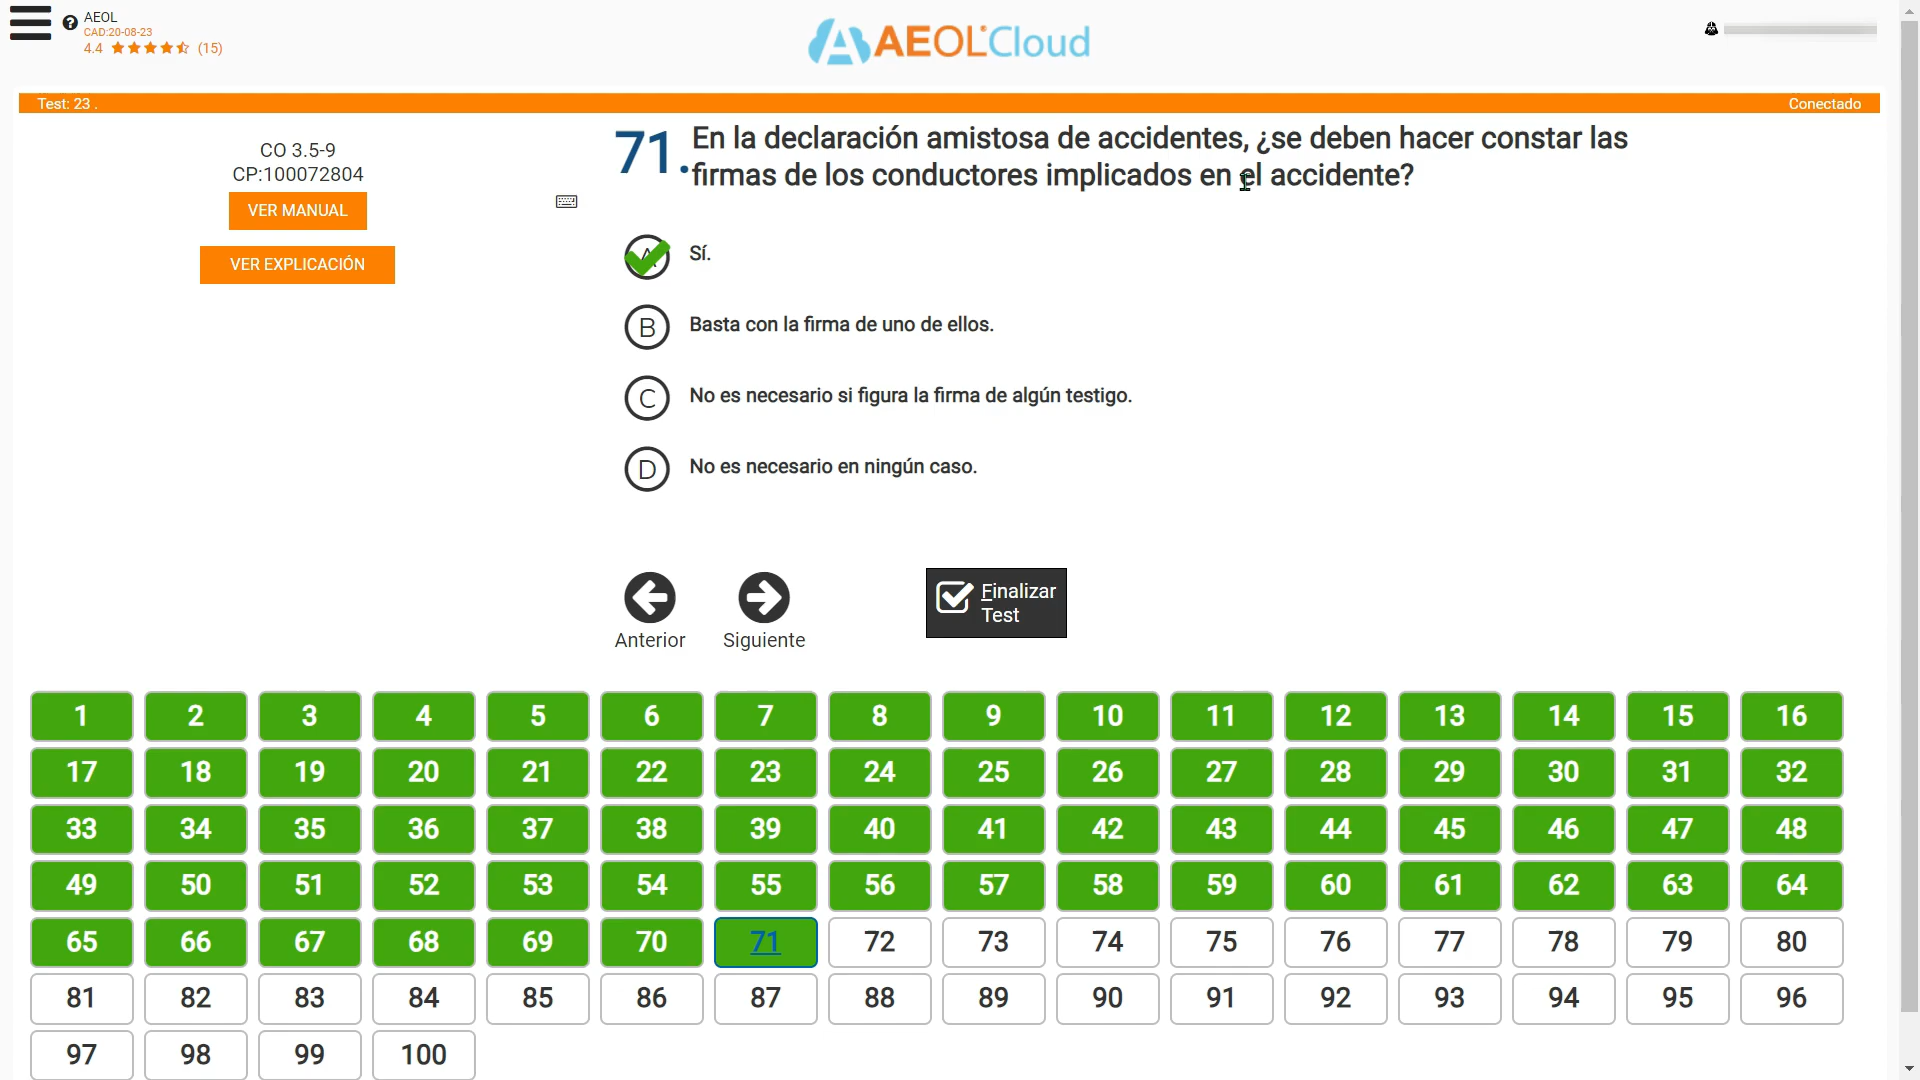 AEOL
CAD:20-08-23
4.4 (15)
AEOL Cloud
Test: 23 .
Conectado
CO 3.5-9
CP:100072804
VER MANUAL
VER EXPLICACIÓN
71. En la declaración amistosa de accidentes, ¿se deben hacer constar las
firmas de los conductores implicados en el accidente?
A Sí.
B Basta con la firma de uno de ellos.
C No es necesario si figura la firma de algún testigo.
D No es necesario en ningún caso.
Anterior
Siguiente
Finalizar
Test
1 2 3 4 5 6 7 8 9 10 11 12 13 14 15 16
17 18 19 20 21 22 23 24 25 26 27 28 29 30 31 32
33 34 35 36 37 38 39 40 41 42 43 44 45 46 47 48
49 50 51 52 53 54 55 56 57 58 59 60 61 62 63 64
65 66 67 68 69 70 71 72 73 74 75 76 77 78 79 80
81 82 83 84 85 86 87 88 89 90 91 92 93 94 95 96
97 98 99 100